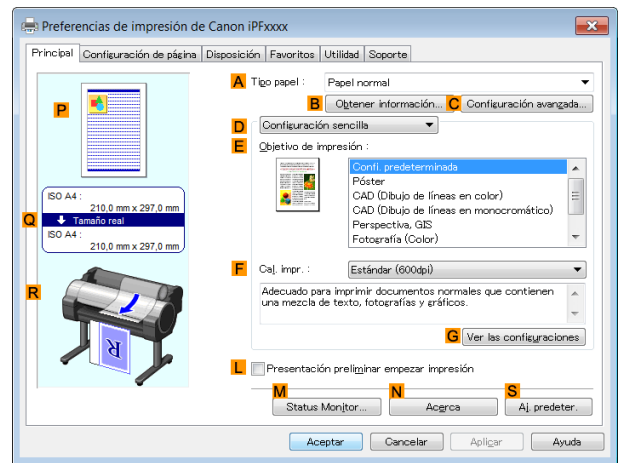 Preferencias de impresión de Canon iPFxxxx
Principal Configuración de página Disposición Favoritos Utilidad Soporte
A Tipo papel : Papel normal
B Obtener información... C Configuración avanzada...
D Configuración sencilla
E Objetivo de impresión :
Confi. predeterminada
Póster
CAD (Dibujo de líneas en color)
CAD (Dibujo de líneas en monocromático)
Perspectiva, GIS
Fotografía (Color)
P
Q
ISO A4 :
210,0 mm x 297,0 mm
Tamaño real
ISO A4 :
210,0 mm x 297,0 mm
R
F Cal. impr. : Estándar (600dpi)
Adecuado para imprimir documentos normales que contienen
una mezcla de texto, fotografías y gráficos.
G Ver las configuraciones
L Presentación preliminar empezar impresión
M Status Monitor... N Acerca S Aj. predeter.
Aceptar Cancelar Aplicar Ayuda